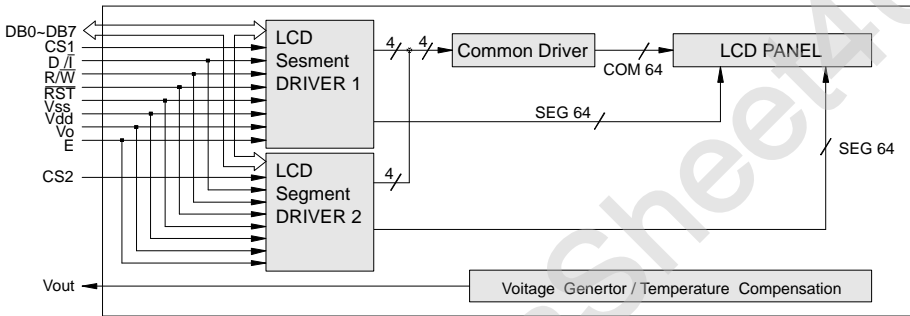 DB0~DB7
CS1
D/I
R/W
RST
Vss
Vdd
Vo
E
CS2
Vout
LCD
Sesment
DRIVER 1
LCD
Segment
DRIVER 2
4
4
4
Common Driver
COM 64
LCD PANEL
SEG 64
SEG 64
Voitage Genertor / Temperature Compensation
Sheet4